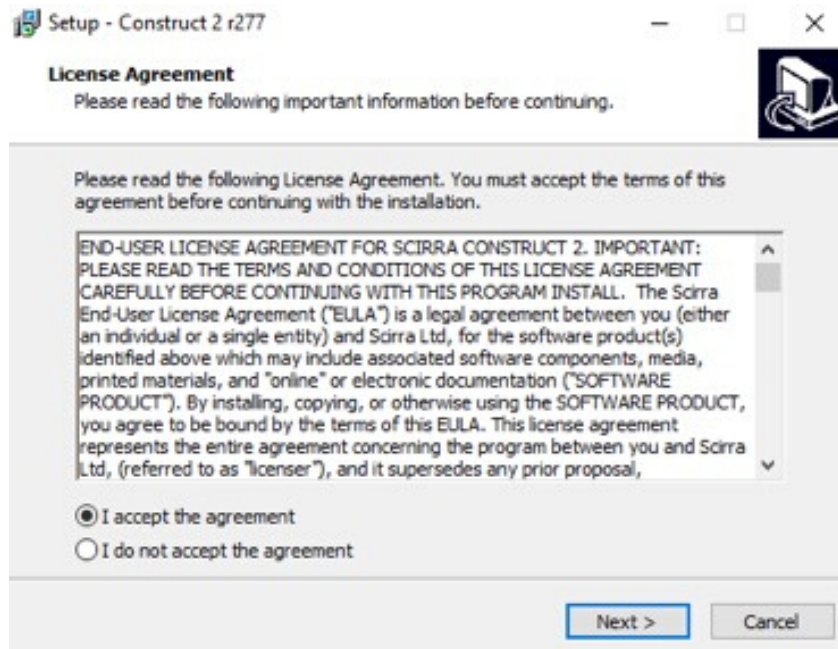 Setup - Construct 2 r277
License Agreement
Please read the following important information before continuing.
Please read the following License Agreement. You must accept the terms of this
agreement before continuing with the installation.
END-USER LICENSE AGREEMENT FOR SCIRRA CONSTRUCT 2. IMPORTANT:
PLEASE READ THE TERMS AND CONDITIONS OF THIS LICENSE AGREEMENT
CAREFULLY BEFORE CONTINUING WITH THIS PROGRAM INSTALL. The Scirra
End-User License Agreement ("EULA") is a legal agreement between you (either
an individual or a single entity) and Scirra Ltd, for the software product(s)
identified above which may include associated software components, media,
printed materials, and "online" or electronic documentation ("SOFTWARE
PRODUCT"). By installing, copying, or otherwise using the SOFTWARE PRODUCT,
you agree to be bound by the terms of this EULA. This license agreement
represents the entire agreement concerning the program between you and Scirra
Ltd, (referred to as "licenser"), and it supersedes any prior proposal,
I accept the agreement
I do not accept the agreement
Next >
Cancel